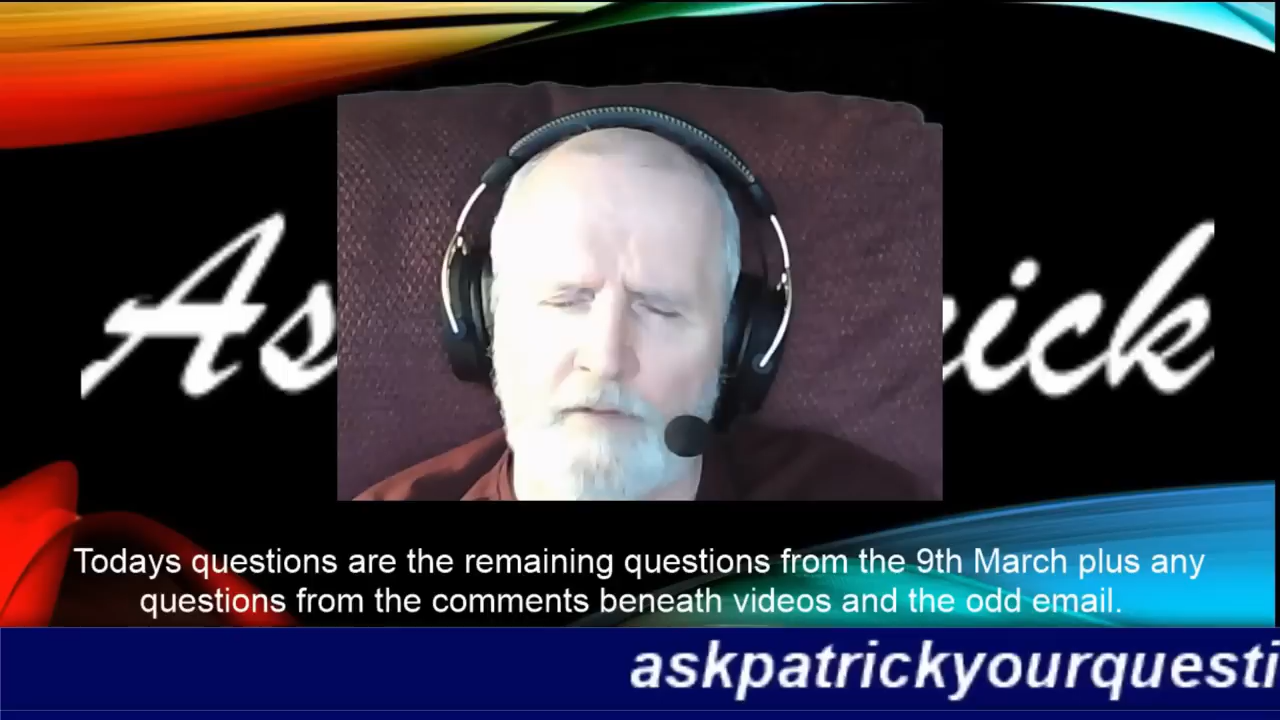 As ick
Todays questions are the remaining questions from the 9th March plus any
questions from the comments beneath videos and the odd email.
askpatrickyourquesti